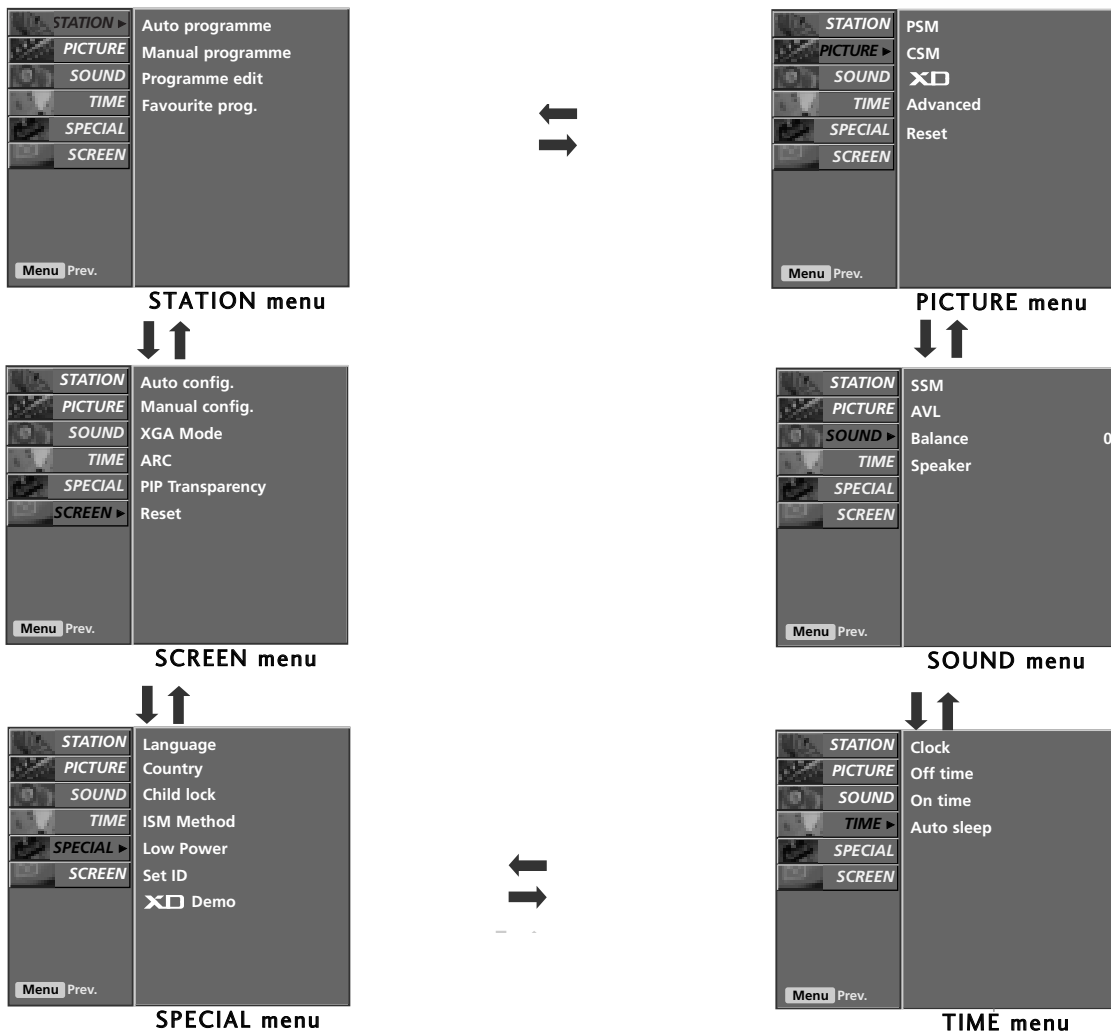 STATION
PICTURE
SOUND
TIME
SPECIAL
SCREEN
Auto programme
Manual programme
Programme edit
Favourite prog.
Menu Prev.
STATION menu
STATION
PICTURE
SOUND
TIME
SPECIAL
SCREEN
PSM
CSM
XD
Advanced
Reset
Menu Prev.
PICTURE menu
STATION
PICTURE
SOUND
TIME
SPECIAL
SCREEN
Auto config.
Manual config.
XGA Mode
ARC
PIP Transparency
Reset
Menu Prev.
SCREEN menu
STATION
PICTURE
SOUND
TIME
SPECIAL
SCREEN
SSM
AVL
Balance 0
Speaker
Menu Prev.
SOUND menu
STATION
PICTURE
SOUND
TIME
SPECIAL
SCREEN
Language
Country
Child lock
ISM Method
Low Power
Set ID
XD Demo
Menu Prev.
SPECIAL menu
STATION
PICTURE
SOUND
TIME
SPECIAL
SCREEN
Clock
Off time
On time
Auto sleep
Menu Prev.
TIME menu